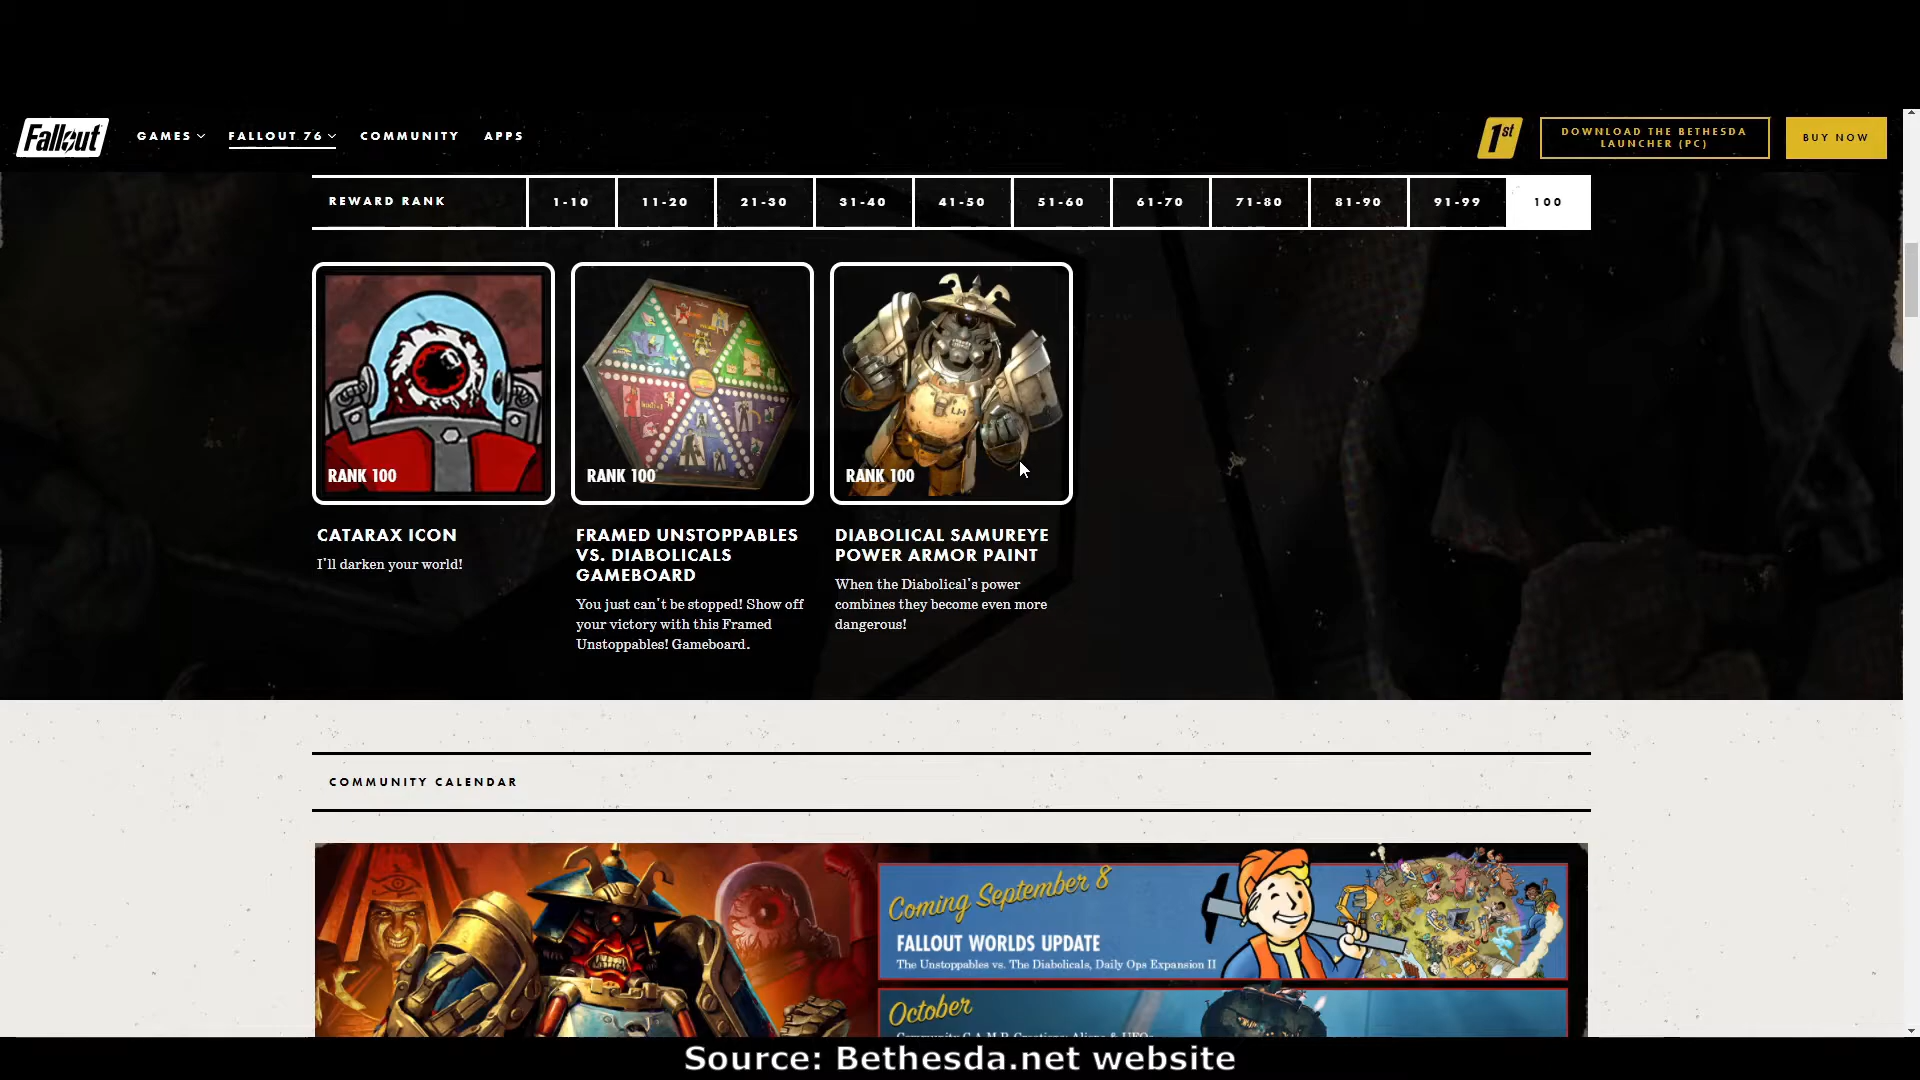 Fallout
GAMES
FALLOUT 76
COMMUNITY
APPS
1st
DOWNLOAD THE BETHESDA
LAUNCHER (PC)
BUY NOW
REWARD RANK
1-10
11-20
21-30
31-40
41-50
51-60
61-70
71-80
81-90
91-99
100
RANK 100
RANK 100
RANK 100
CATARAX ICON
I'll darken your world!
FRAMED UNSTOPPABLES
VS. DIABOLICALS
GAMEBOARD
You just can't be stopped! Show off
your victory with this Framed
Unstoppables! Gameboard.
DIABOLICAL SAMUREYE
POWER ARMOR PAINT
When the Diabolical's power
combines they become even more
dangerous!
COMMUNITY CALENDAR
Coming September 8
FALLOUT WORLDS UPDATE
The Unstoppables vs. The Diabolicals, Daily Ops Expansion II
October
Source: Bethesda.net website